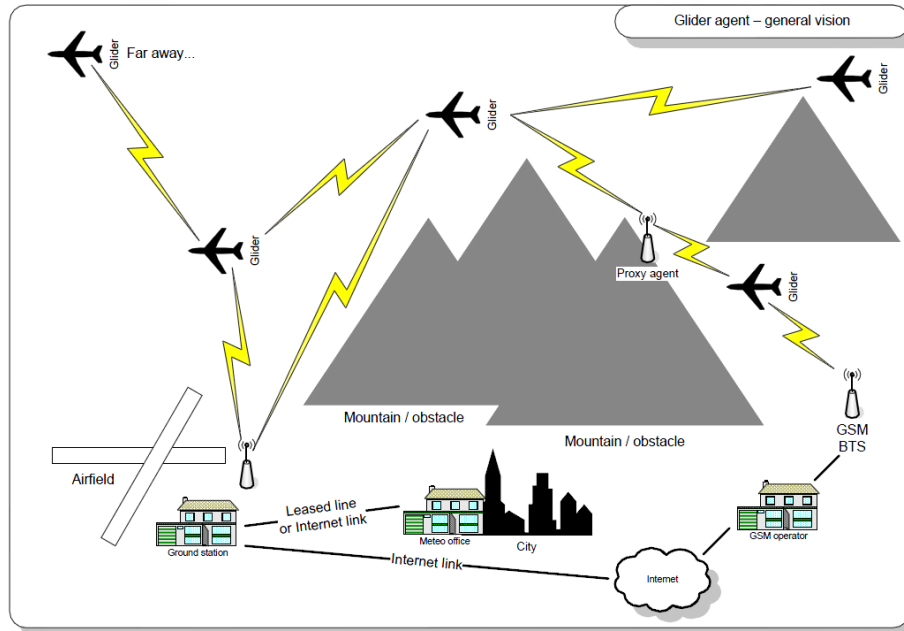 Glider agent – general vision
Far away...
Glider
Glider
Glider
Glider
Proxy agent
Glider
Mountain / obstacle
Mountain / obstacle
GSM
BTS
Airfield
Leased line
or Internet link
Ground station
Meteo office
City
GSM operator
Internet link
Internet